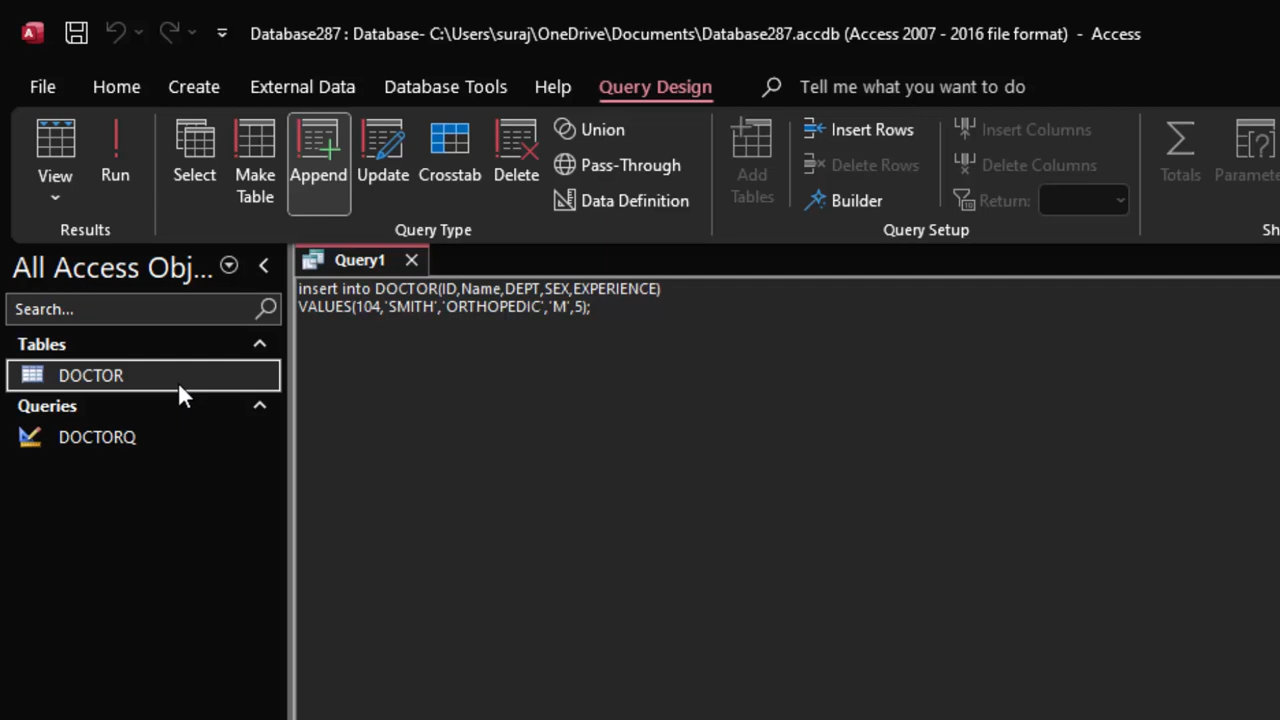 A
Database287 : Database- C:\Users\suraj\OneDrive\Documents\Database287.accdb (Access 2007 - 2016 file format) - Access
File Home Create External Data Database Tools Help Query Design Tell me what you want to do
View
Run
Select
Make Table
Append
Update
Crosstab
Delete
Union
Pass-Through
Data Definition
Add Tables
Insert Rows
Delete Rows
Builder
Insert Columns
Delete Columns
Return:
Totals
Paramete
Results
Query Type
Query Setup
Sh
All Access Obj...
Search...
Tables
DOCTOR
Queries
DOCTORQ
Query1
insert into DOCTOR(ID,Name,DEPT,SEX,EXPERIENCE)
VALUES(104,'SMITH','ORTHOPEDIC','M',5);